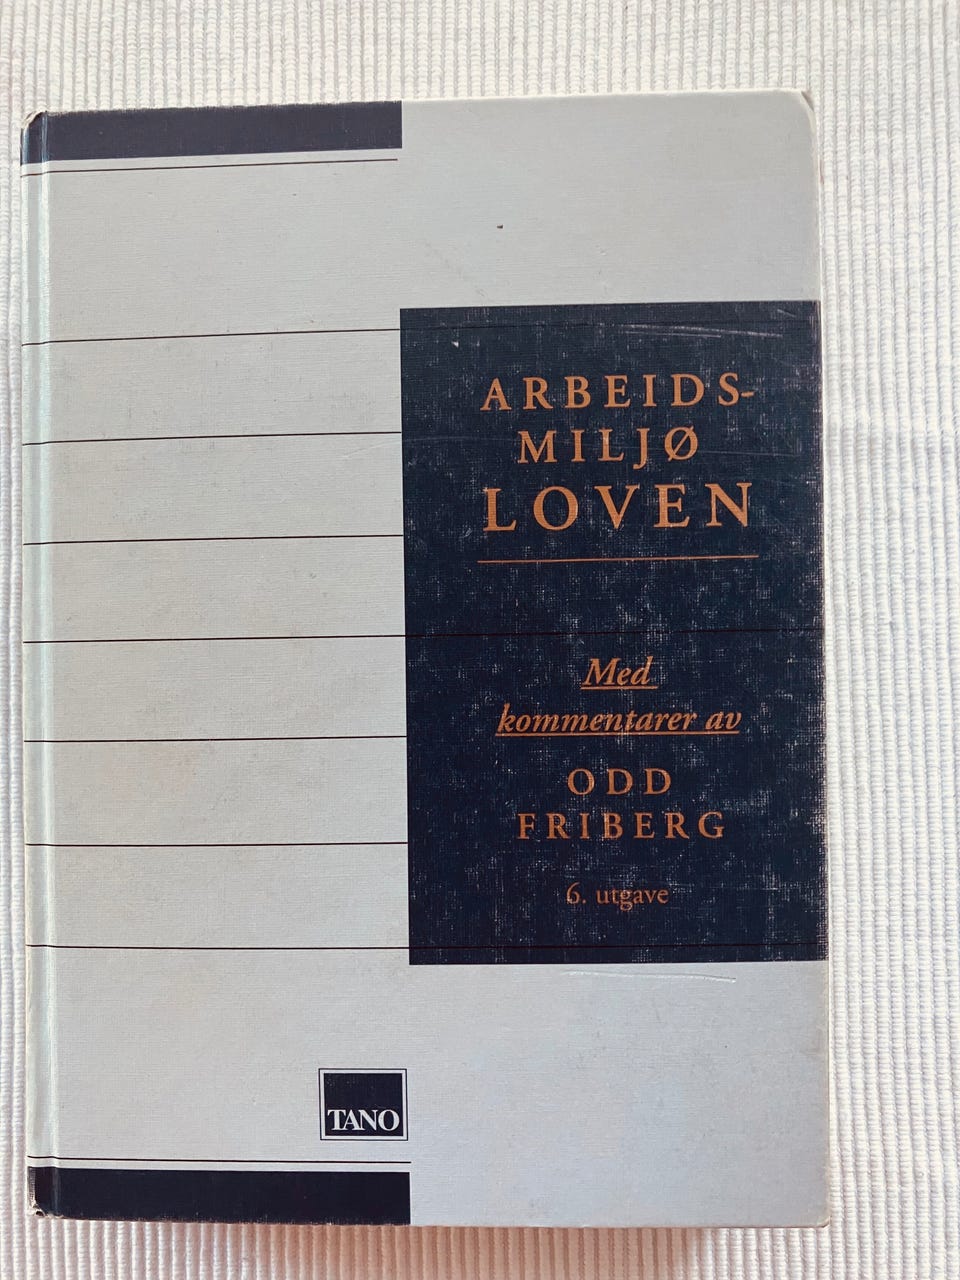 ARBEIDS-
MILJØ
LOVEN
Med
kommentarer av
ODD
FRIBERG
6. utgave
TANO